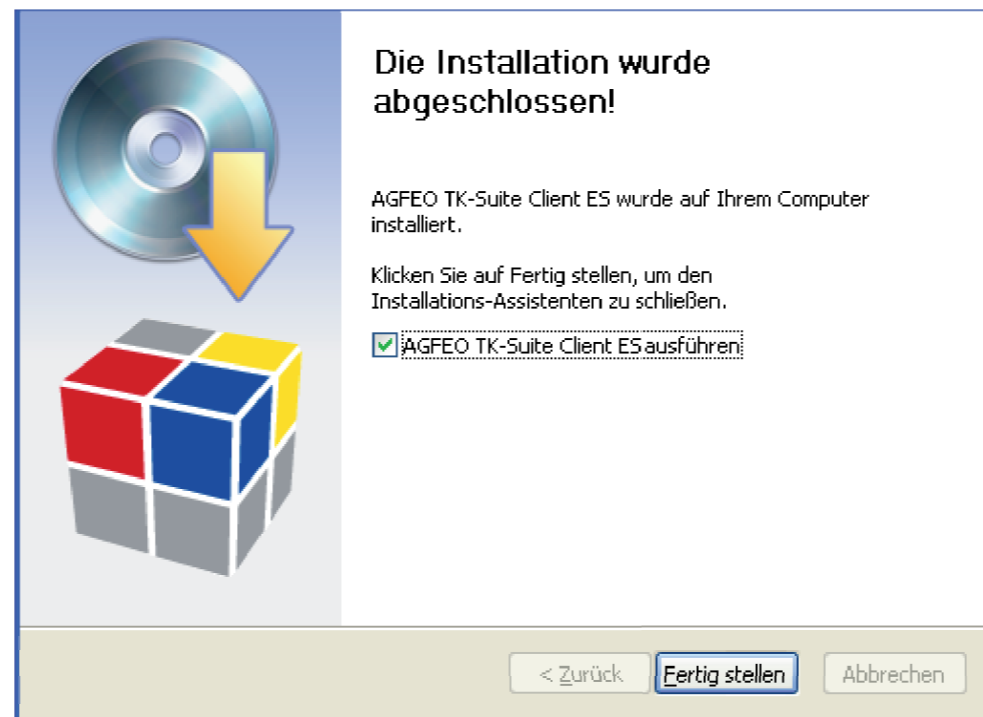 Die Installation wurde
abgeschlossen!
AGFEO TK-Suite Client ES wurde auf Ihrem Computer
installiert.
Klicken Sie auf Fertig stellen, um den
Installations-Assistenten zu schließen.
AGFEO TK-Suite Client ES ausführen
< Zurück
Fertig stellen
Abbrechen